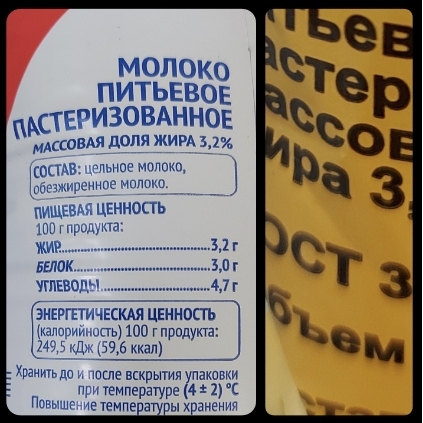 МОЛОКО
ПИТЬЕВОЕ
ПАСТЕРИЗОВАННОЕ
МАССОВАЯ ДОЛЯ ЖИРА 3,2%
СОСТАВ: цельное молоко,
обезжиренное молоко.
ПИЩЕВАЯ ЦЕННОСТЬ
100 г продукта:
ЖИР..........................3,2 г
БЕЛОК.......................3,0 г
УГЛЕВОДЫ..................4,7 г
ЭНЕРГЕТИЧЕСКАЯ ЦЕННОСТЬ
(калорийность) 100 г продукта:
249,5 кДж (59,6 ккал)
Хранить до и после вскрытия упаковки
при температуре (4 ± 2) °С
Повышение температуры хранения
тьев
астер
ассов
ира 3,
ОСТ 3
бъем